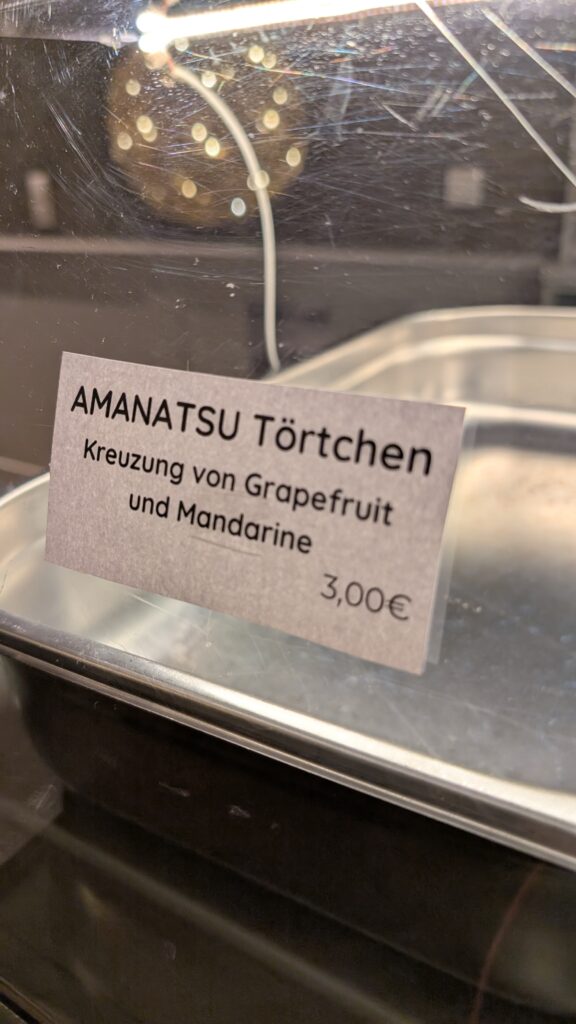 AMANATSU Törtchen
Kreuzung von Grapefruit
und Mandarine
3,00€